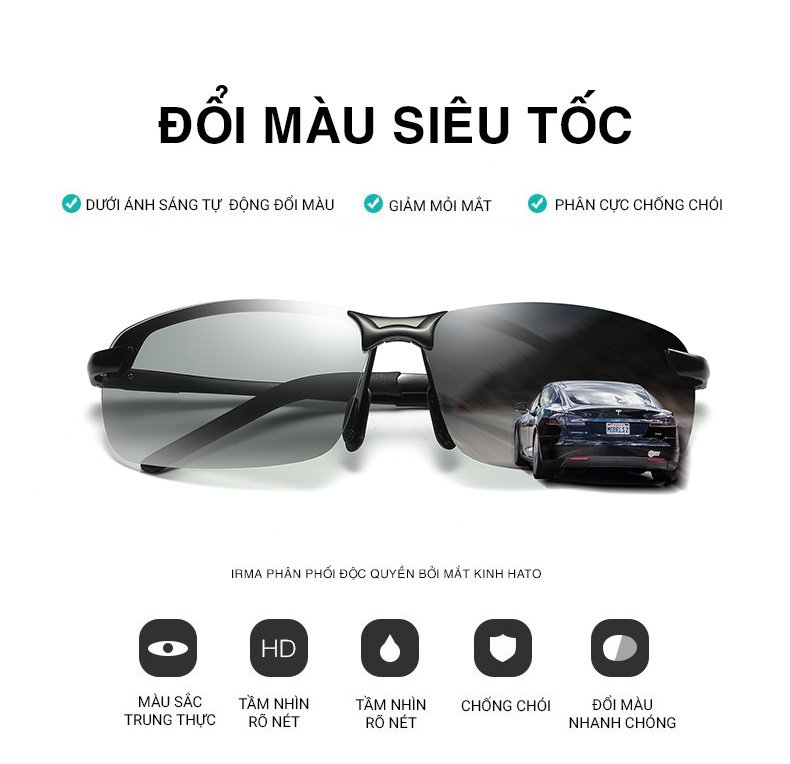 ĐỔI MÀU SIÊU TỐC
DƯỚI ÁNH SÁNG TỰ ĐỘNG ĐỔI MÀU
GIẢM MỎI MẮT
PHÂN CỰC CHỐNG CHÓI
MODELSZ
IRMA PHÂN PHỐI ĐỘC QUYỀN BỞI MẮT KINH HATO
HD
MÀU SẮC
TRUNG THỰC
TẦM NHÌN
RÕ NÉT
TẦM NHÌN
RÕ NÉT
CHỐNG CHÓI
ĐỔI MÀU
NHANH CHÓNG